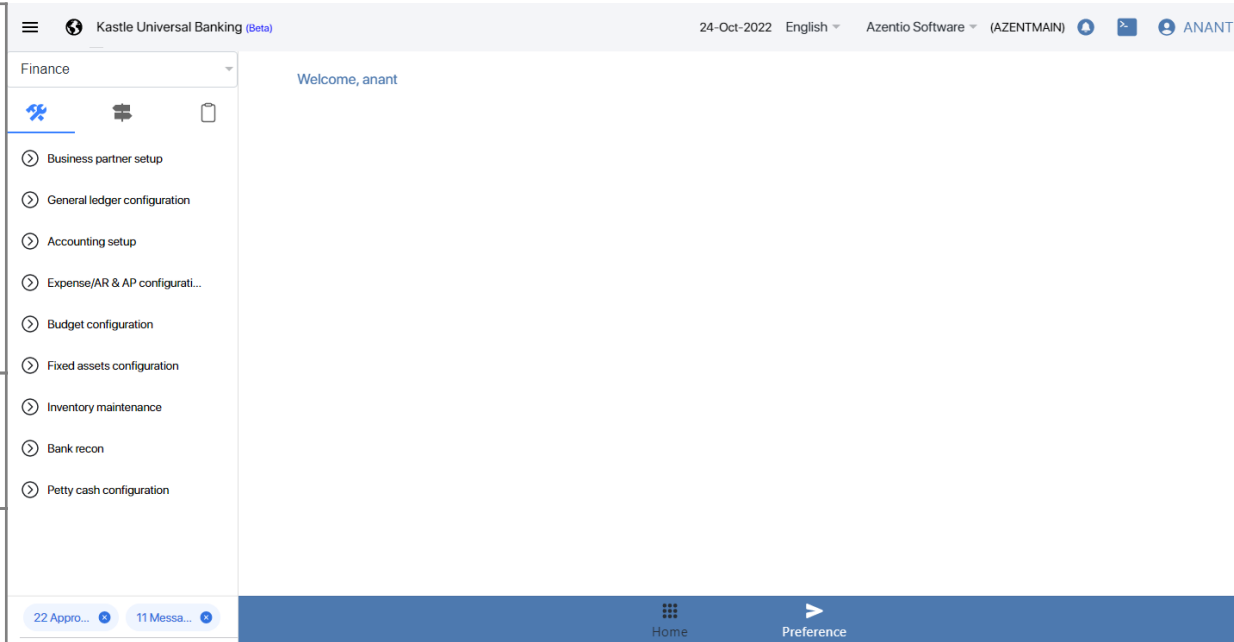 Kastle Universal Banking (Beta) 24-Oct-2022 English Azentio Software (AZENTMAIN) ANANT
Finance
Welcome, anant
Business partner setup
General ledger configuration
Accounting setup
Expense/AR & AP configurati...
Budget configuration
Fixed assets configuration
Inventory maintenance
Bank recon
Petty cash configuration
22 Appro... 11 Messa...
Home Preference